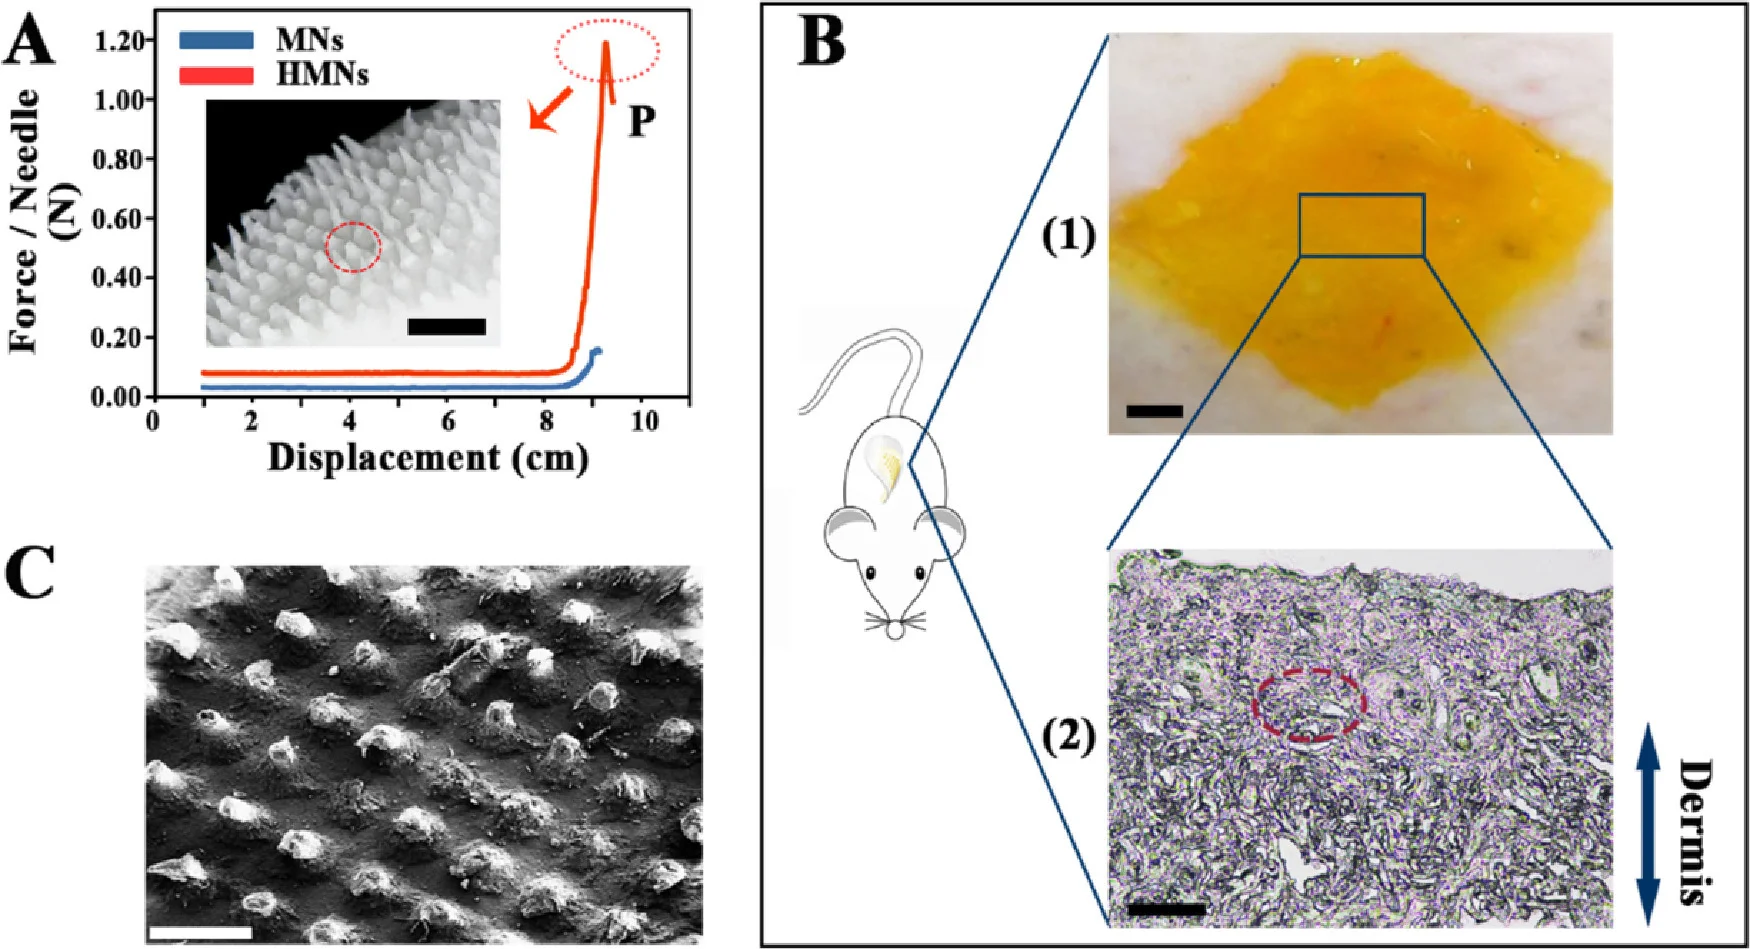 A
MNs
HMNs
P
1.20
1.00
0.80
0.60
0.40
0.20
0.00
Force / Needle
(N)
0 2 4 6 8 10
Displacement (cm)
B
(1)
(2)
Dermis
C